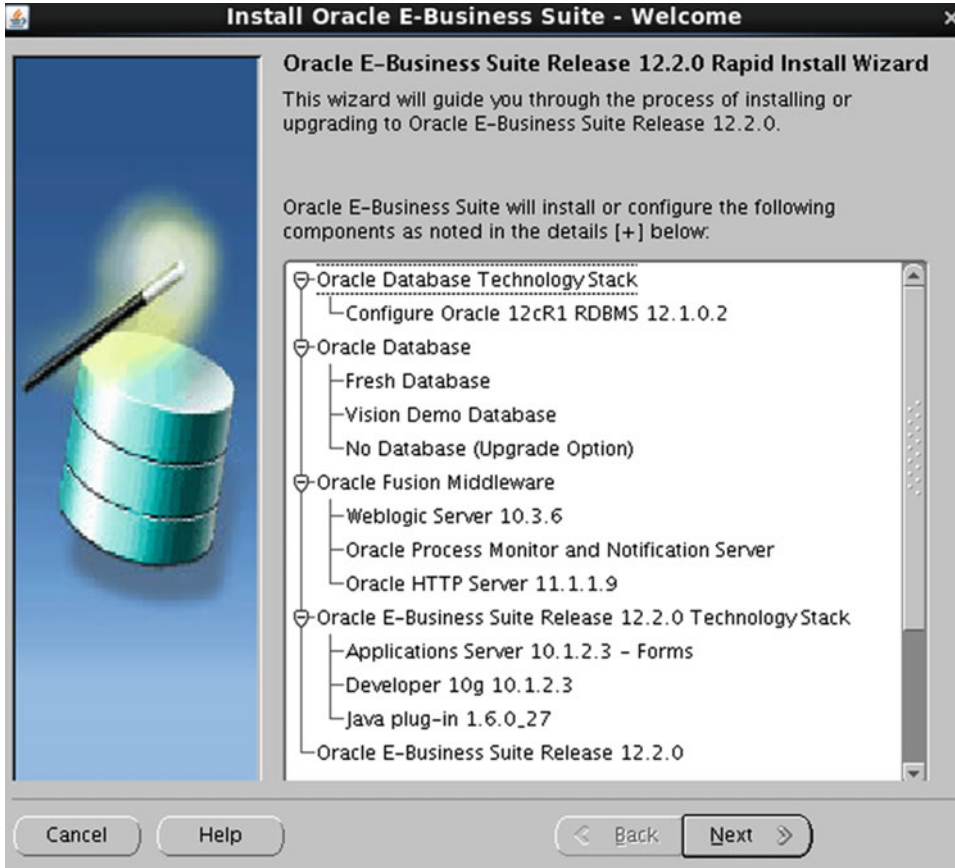 Install Oracle E-Business Suite - Welcome
Oracle E-Business Suite Release 12.2.0 Rapid Install Wizard
This wizard will guide you through the process of installing or
upgrading to Oracle E-Business Suite Release 12.2.0.
Oracle E-Business Suite will install or configure the following
components as noted in the details [+] below:
Oracle Database Technology Stack
Configure Oracle 12cR1 RDBMS 12.1.0.2
Oracle Database
Fresh Database
Vision Demo Database
No Database (Upgrade Option)
Oracle Fusion Middleware
Weblogic Server 10.3.6
Oracle Process Monitor and Notification Server
Oracle HTTP Server 11.1.1.9
Oracle E-Business Suite Release 12.2.0 Technology Stack
Applications Server 10.1.2.3 - Forms
Developer 10g 10.1.2.3
Java plug-in 1.6.0_27
Oracle E-Business Suite Release 12.2.0
Cancel Help Back Next